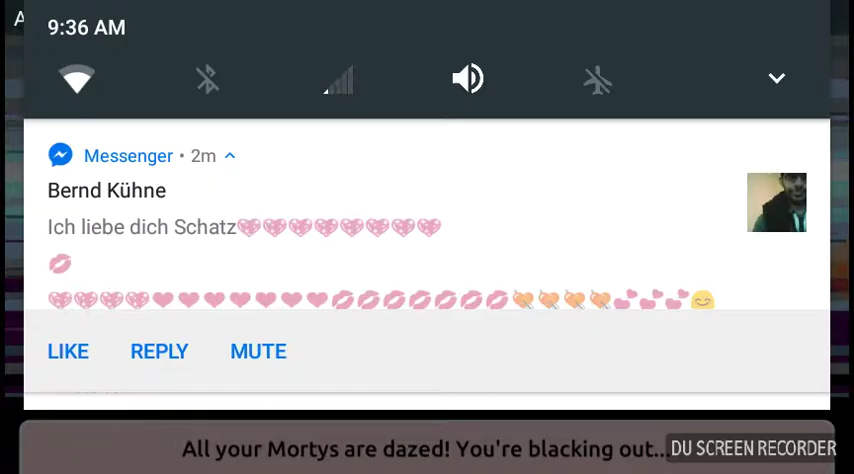 9:36 AM
Messenger • 2m
Bernd Kühne
Ich liebe dich Schatz💖💖💖💖💖💖💖💖
💋
💖💖💖💖❤❤❤❤❤❤❤💋💋💋💋💋💋💋💘💘💘💘💕💕💕😊
LIKE REPLY MUTE
All your Mortys are dazed! You're blacking out...
DU SCREEN RECORDER